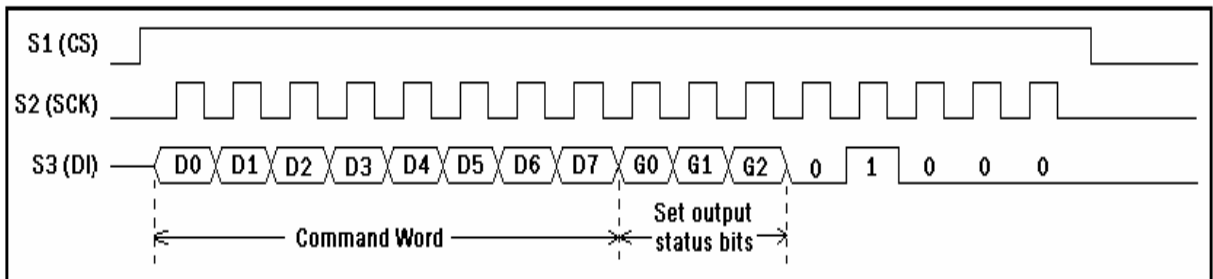 S1 (CS)
S2 (SCK)
S3 (DI) D0 D1 D2 D3 D4 D5 D6 D7 G0 G1 G2 0 1 0 0 0
Command Word
Set output
status bits